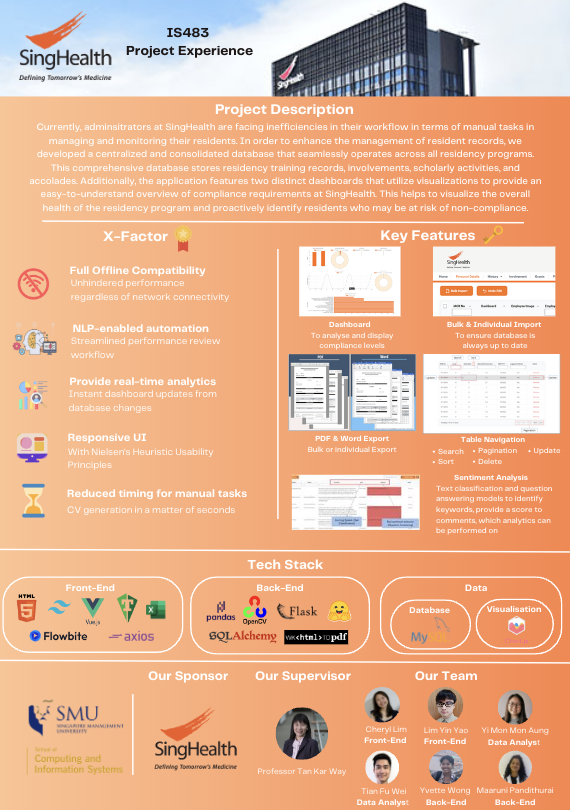 SingHealth
Defining Tomorrow's Medicine
IS483
Project Experience
SingHealth
Project Description
Currently, adminsitrators at SingHealth are facing inefficiencies in their workflow in terms of manual tasks in
managing and monitoring their residents. In order to enhance the management of resident records, we
developed a centralized and consolidated database that seamlessly operates across all residency programs.
This comprehensive database stores residency training records, involvements, scholarly activities, and
accolades. Additionally, the application features two distinct dashboards that utilize visualizations to provide an
easy-to-understand overview of compliance requirements at SingHealth. This helps to visualize the overall
health of the residency program and proactively identify residents who may be at risk of non-compliance.
X-Factor
Full Offline Compatibility
Unhindered performance
regardless of network connectivity
NLP-enabled automation
Streamlined performance review
workflow
Provide real-time analytics
Instant dashboard updates from
database changes
Responsive UI
With Nielsen's Heuristic Usability
Principles
Reduced timing for manual tasks
CV generation in a matter of seconds
Key Features
Dashboard
To analyse and display
compliance levels
SingHealth
Bulk & Individual Import
To ensure database is
always up to date
PDF
Word
PDF & Word Export
Bulk or individual Export
Table Navigation
• Search • Pagination • Update
• Sort • Delete
Sentiment Analysis
Text classification and question
answering models to identify
keywords, provide a score to
comments, which analytics can
be performed on
Tech Stack
Front-End
HTML
5
Vue.js
Flowbite
axios
Back-End
pandas
OpenCV
Flask
SQLAlchemy
WK<html>TOpdf
Data
Database
MySQL
Visualisation
SMU
SINGAPORE MANAGEMENT
UNIVERSITY
School of
Computing and
Information Systems
Our Sponsor
SingHealth
Defining Tomorrow's Medicine
Our Supervisor
Professor Tan Kar Way
Our Team
Cheryl Lim
Front-End
Lim Yin Yao
Front-End
Yi Mon Mon Aung
Data Analyst
Tian Fu Wei
Data Analyst
Yvette Wong
Back-End
Maaruni Pandithurai
Back-End